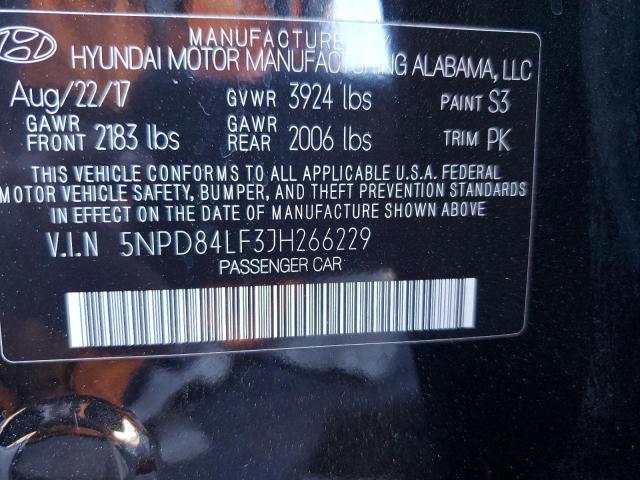 MANUFACTURE
HYUNDAI MOTOR MANUFACTURING ALABAMA, LLC
Aug/22/17 GVWR 3924 lbs PAINT S3
GAWR FRONT 2183 lbs GAWR REAR 2006 lbs TRIM PK
THIS VEHICLE CONFORMS TO ALL APPLICABLE U.S.A. FEDERAL
MOTOR VEHICLE SAFETY, BUMPER, AND THEFT PREVENTION STANDARDS
IN EFFECT ON THE DATE OF MANUFACTURE SHOWN ABOVE
V.I.N 5NPD84LF3JH266229
PASSENGER CAR